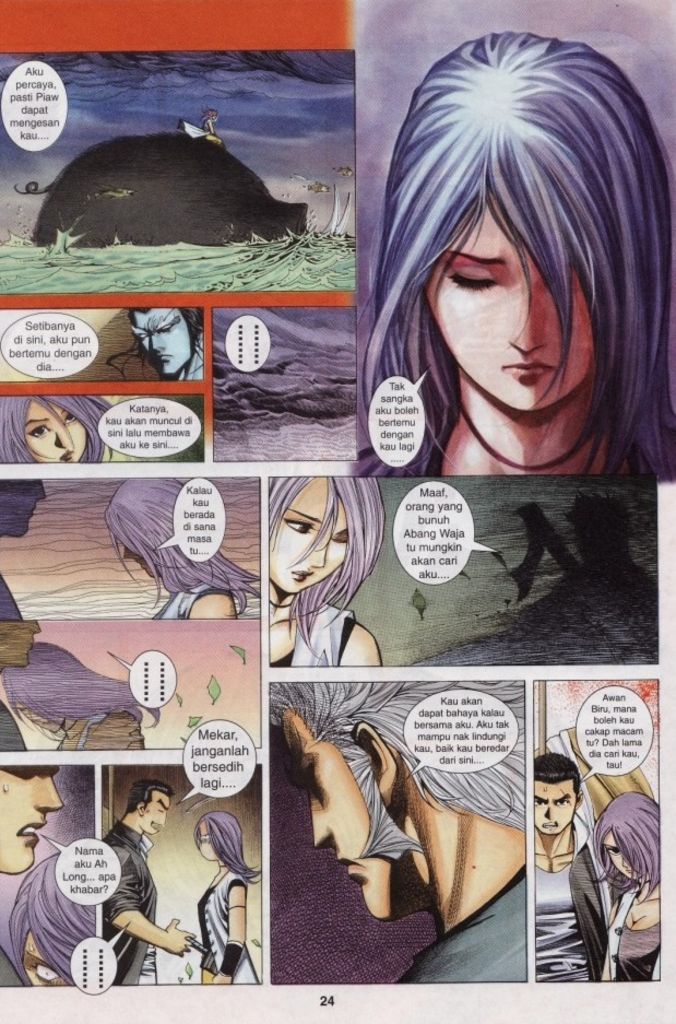 Aku
percaya,
pasti Piaw
dapat
mengesan
kau....
Setibanya
di sini, aku pun
bertemu dengan
dia....
Katanya,
kau akan muncul di
sini lalu membawa
aku ke sini....
Tak
sangka
aku boleh
bertemu
dengan
kau lagi
.....
Kalau
kau
berada
di sana
masa
tu....
Maaf,
orang yang
bunuh
Abang Waja
tu mungkin
akan cari
aku....
Mekar,
janganlah
bersedih
lagi....
Nama
aku Ah
Long... apa
khabar?
Kau akan
dapat bahaya kalau
bersama aku. Aku tak
mampu nak lindungi
kau, baik kau beredar
dari sini....
Awan
Biru, mana
boleh kau
cakap macam
tu? Dah lama
dia cari kau,
tau!
24